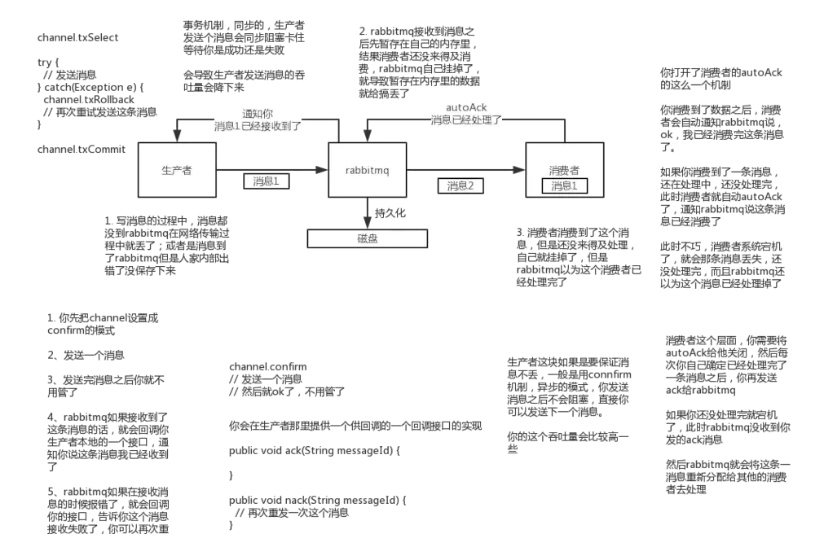 channel.txSelect
try {
// 发送消息
} catch(Exception e) {
channel.txRollback
// 再次重试发送这条消息
}
channel.txCommit
事务机制，同步的，生产者
发送个消息会同步阻塞卡住
等待你是成功还是失败
会导致生产者发送消息的吞
吐量会降下来
2. rabbitmq接收到消息之
后先暂存在自己的内存里，
结果消费者还没来得及消
费，rabbitmq自己挂掉了，
就导致暂存在内存里的数据
就给搞丢了
通知你
消息1已经接收到了
autoAck
消息已经处理了
生产者
消息1
rabbitmq
消息2
消费者
消息1
持久化
磁盘
1. 写消息的过程中，消息都
没到rabbitmq在网络传输过
程中就丢了；或者是消息到
了rabbitmq但是人家内部出
错了没保存下来
3. 消费者消费到了这个消
息，但是还没来得及处理，
自己就挂掉了，但是
rabbitmq以为这个消费者已
经处理完了
你打开了消费者的autoAck
的这么一个机制
你消费到了数据之后，消费
者会自动通知rabbitmq说，
ok，我已经消费完这条消息
了。
如果你消费到了一条消息，
还在处理中，还没处理完，
此时消费者就自动autoAck
了，通知rabbitmq说这条消
息已经消费了
此时不巧，消费者系统宕机
了，就会那条消息丢失，还
没处理完，而且rabbitmq还
以为这个消息已经处理掉了
1. 你先把channel设置成
confirm的模式
2、发送一个消息
3、发送完消息之后你就不
用管了
4、rabbitmq如果接收到了
这条消息的话，就会回调你
生产者本地的一个接口，通
知你说这条消息我已经收到
了
5、rabbitmq如果在接收消
息的时候报错了，就会回调
你的接口，告诉你这个消息
接收失败了，你可以再次重
channel.confirm
// 发送一个消息
// 然后就ok了，不用管了
你会在生产者那里提供一个供回调的一个回调接口的实现
public void ack(String messageId) {
}
public void nack(String messageId) {
// 再次重发一次这个消息
}
生产者这块如果是要保证消
息不丢，一般是用connfirm
机制，异步的模式，你发送
消息之后不会阻塞，直接你
可以发送下一个消息。
你的这个吞吐量会比较高一
些
消费者这个层面，你需要将
autoAck给他关闭，然后每
次你自己确定已经处理完了
一条消息之后，你再发送
ack给rabbitmq
如果你还没处理完就宕机
了，此时rabbitmq没收到你
发的ack消息
然后rabbitmq就会将这条一
消息重新分配给其他的消费
者去处理